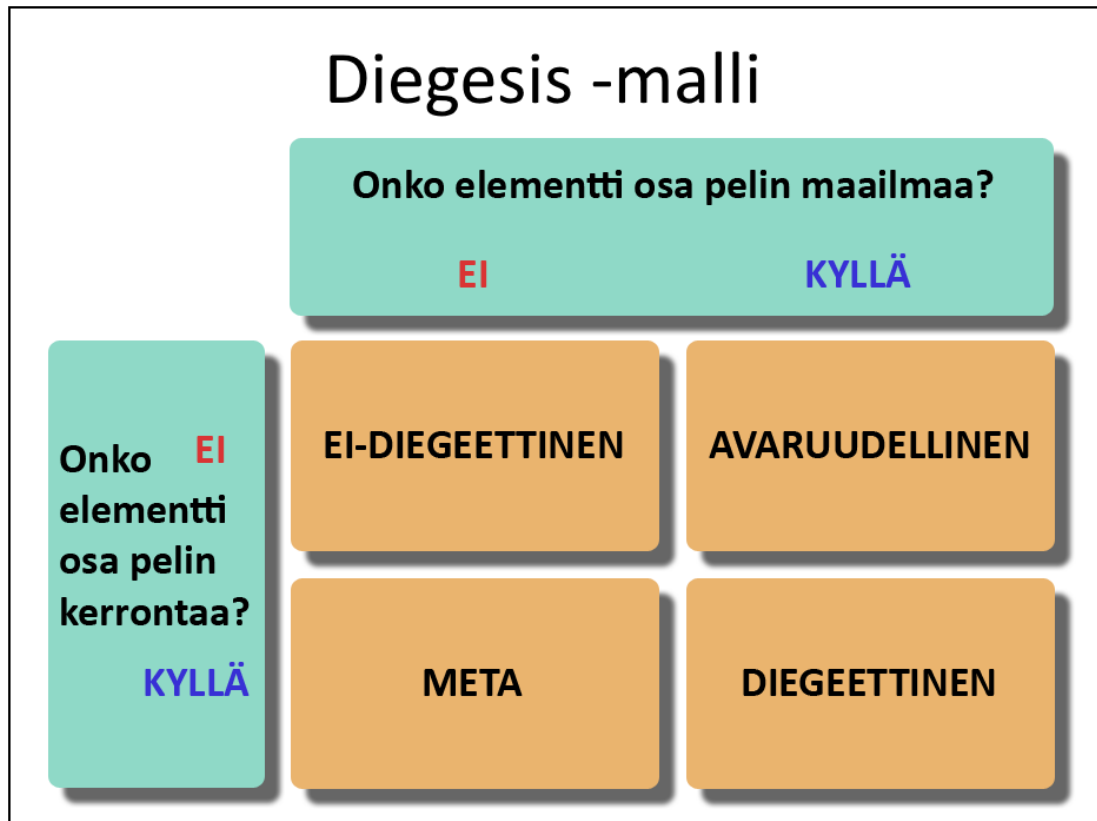 Diegesis -malli
Onko elementti osa pelin maailmaa?
EI KYLLÄ
Onko EI
elementti
osa pelin
kerrontaa?
KYLLÄ
EI-DIEGEETTINEN
AVARUUDELLINEN
META
DIEGEETTINEN